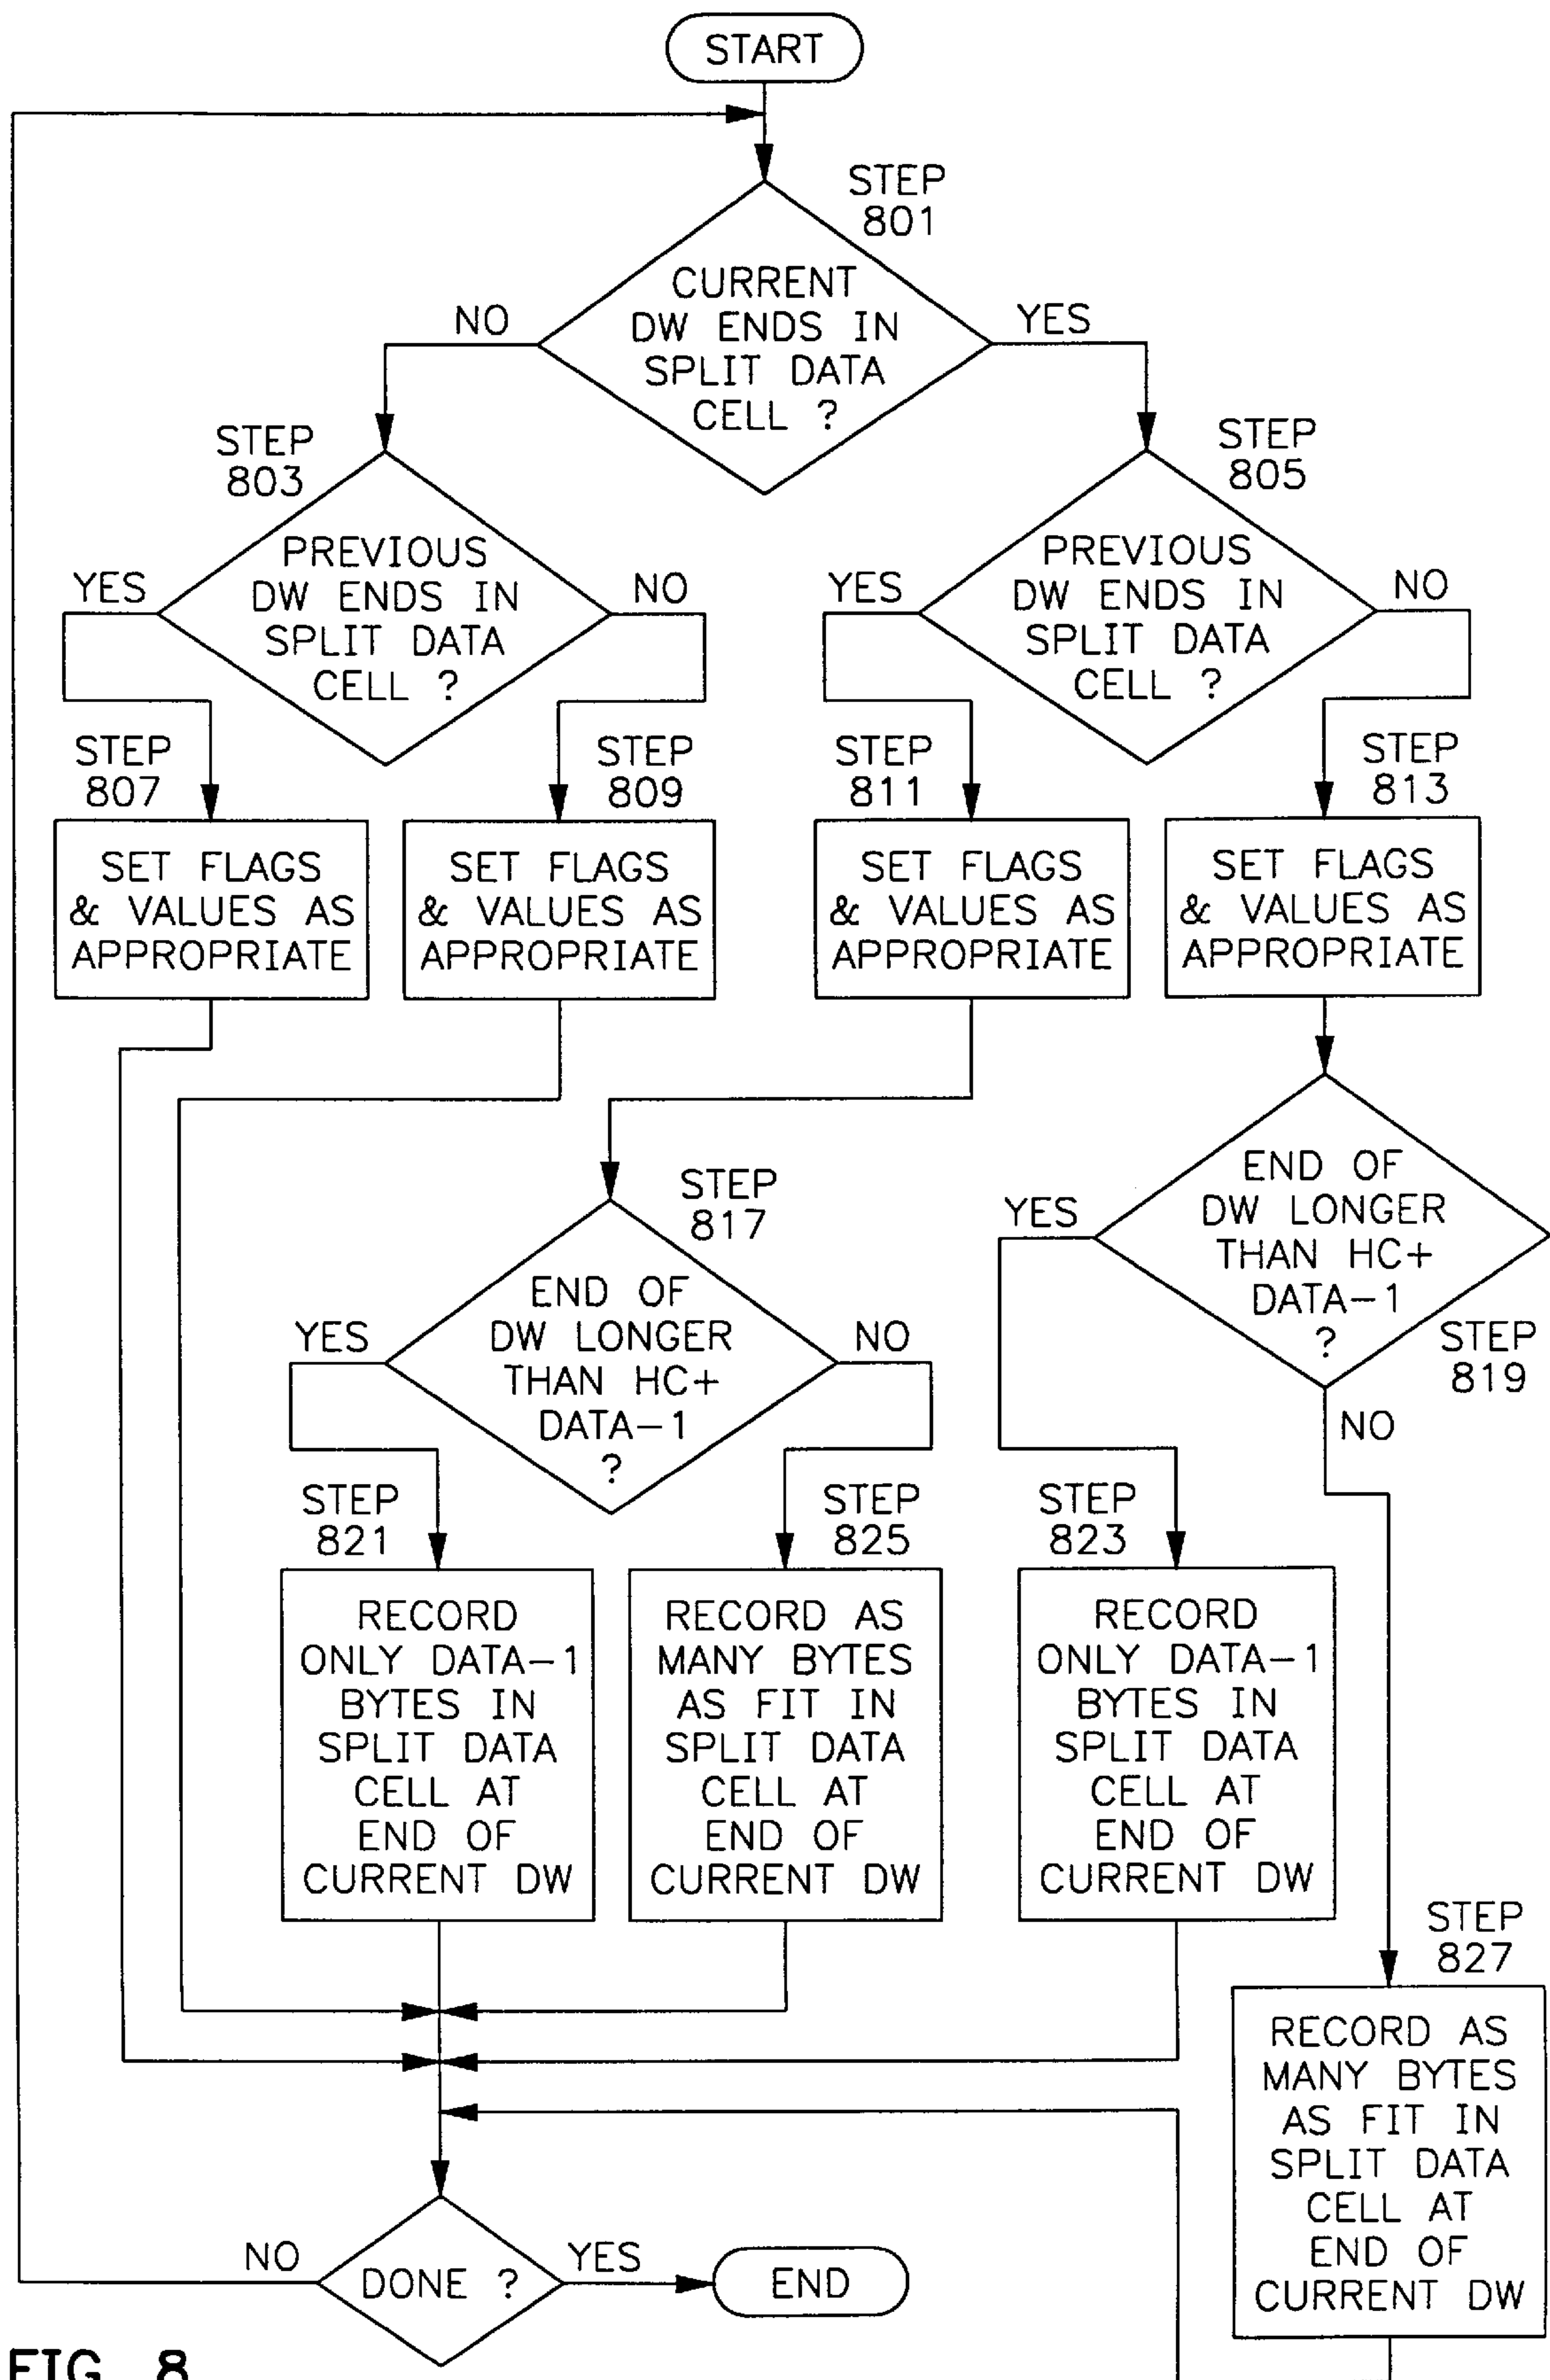 START
STEP
801
CURRENT
DW ENDS IN
SPLIT DATA
CELL ?
NO
YES
STEP
803
PREVIOUS
DW ENDS IN
SPLIT DATA
CELL ?
YES
NO
STEP
805
PREVIOUS
DW ENDS IN
SPLIT DATA
CELL ?
YES
NO
STEP
807
SET FLAGS
& VALUES AS
APPROPRIATE
STEP
809
SET FLAGS
& VALUES AS
APPROPRIATE
STEP
811
SET FLAGS
& VALUES AS
APPROPRIATE
STEP
813
SET FLAGS
& VALUES AS
APPROPRIATE
STEP
817
END OF
DW LONGER
THAN HC+
DATA-1
?
YES
NO
END OF
DW LONGER
THAN HC+
DATA-1
?
STEP
819
YES
NO
STEP
821
RECORD
ONLY DATA-1
BYTES IN
SPLIT DATA
CELL AT
END OF
CURRENT DW
STEP
825
RECORD AS
MANY BYTES
AS FIT IN
SPLIT DATA
CELL AT
END OF
CURRENT DW
STEP
823
RECORD
ONLY DATA-1
BYTES IN
SPLIT DATA
CELL AT
END OF
CURRENT DW
STEP
827
RECORD AS
MANY BYTES
AS FIT IN
SPLIT DATA
CELL AT
END OF
CURRENT DW
NO
DONE ?
YES
END
FIG. 8